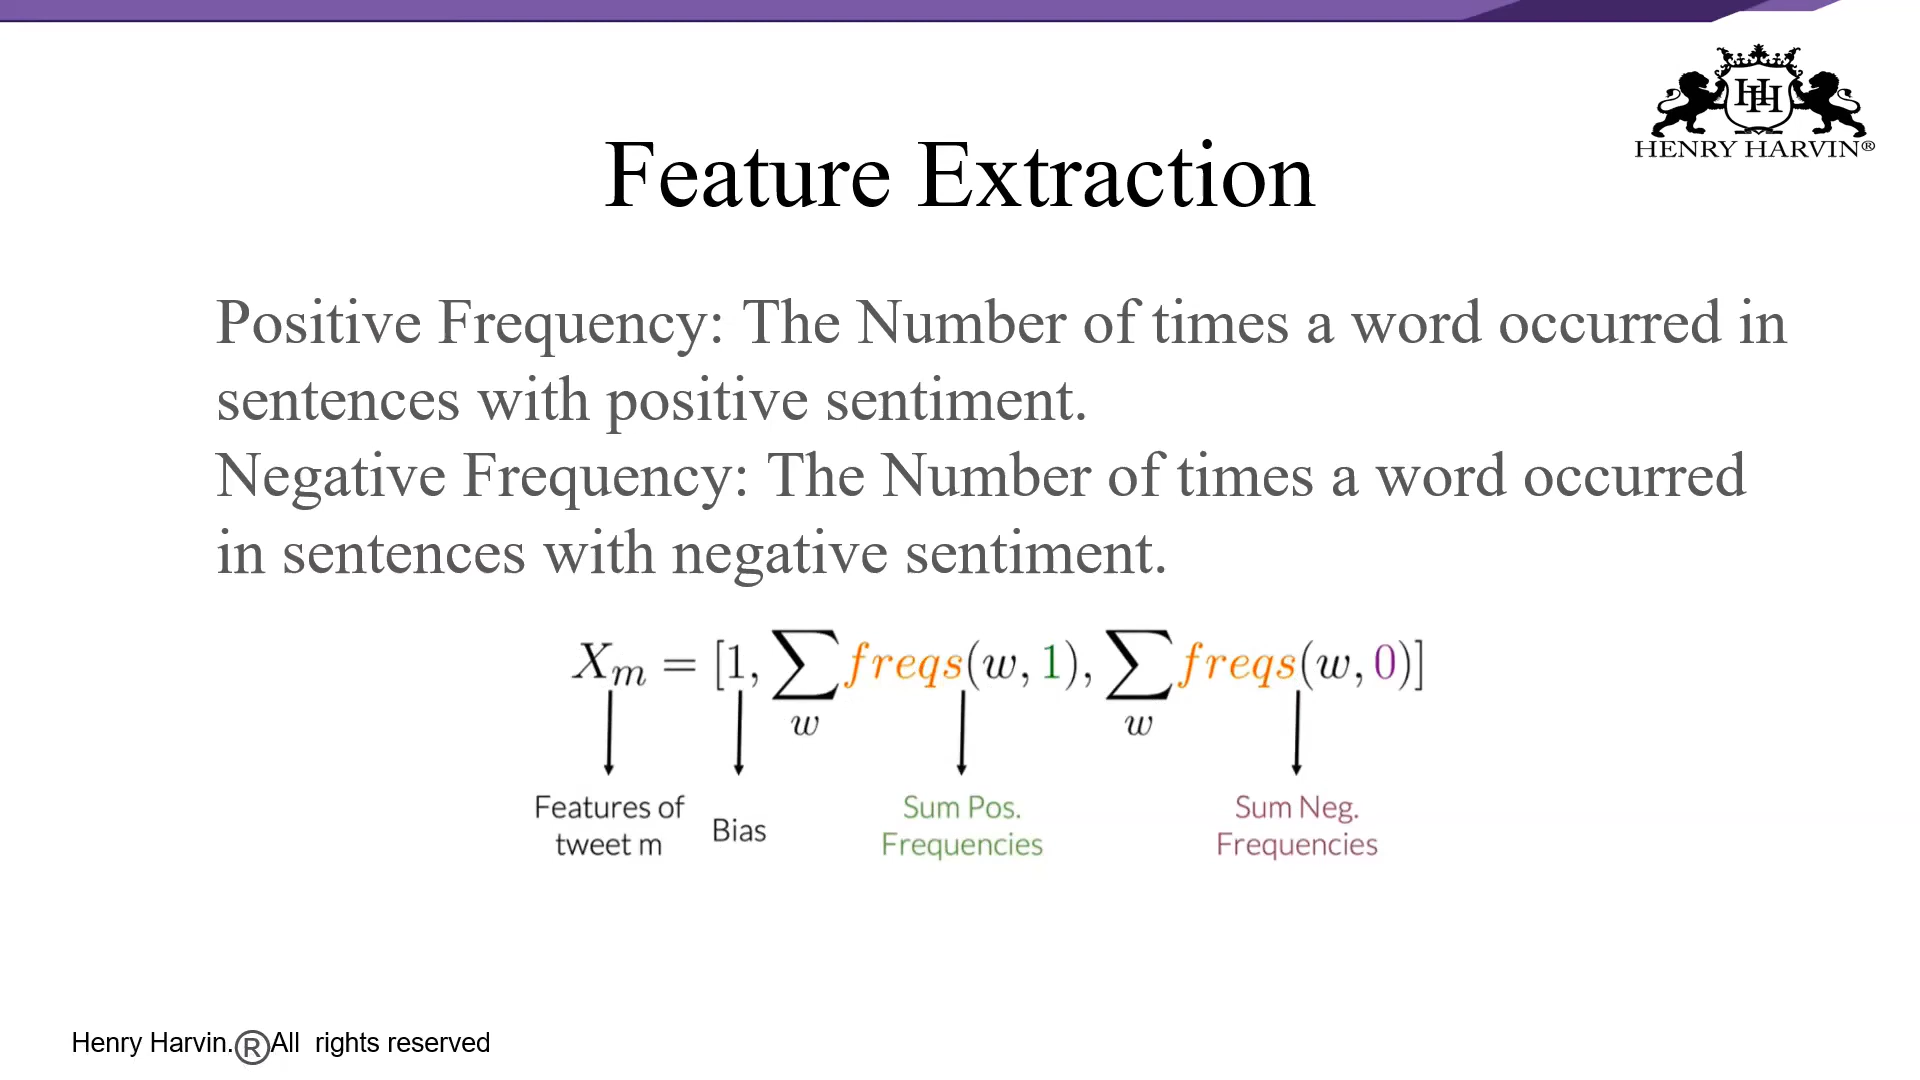 HENRY HARVIN®
Feature Extraction
Positive Frequency: The Number of times a word occurred in
sentences with positive sentiment.
Negative Frequency: The Number of times a word occurred
in sentences with negative sentiment.
X_m = [1, ∑_w freqs(w, 1), ∑_w freqs(w, 0)]
Features of
tweet m
Bias
Sum Pos.
Frequencies
Sum Neg.
Frequencies
Henry Harvin.®All  rights reserved